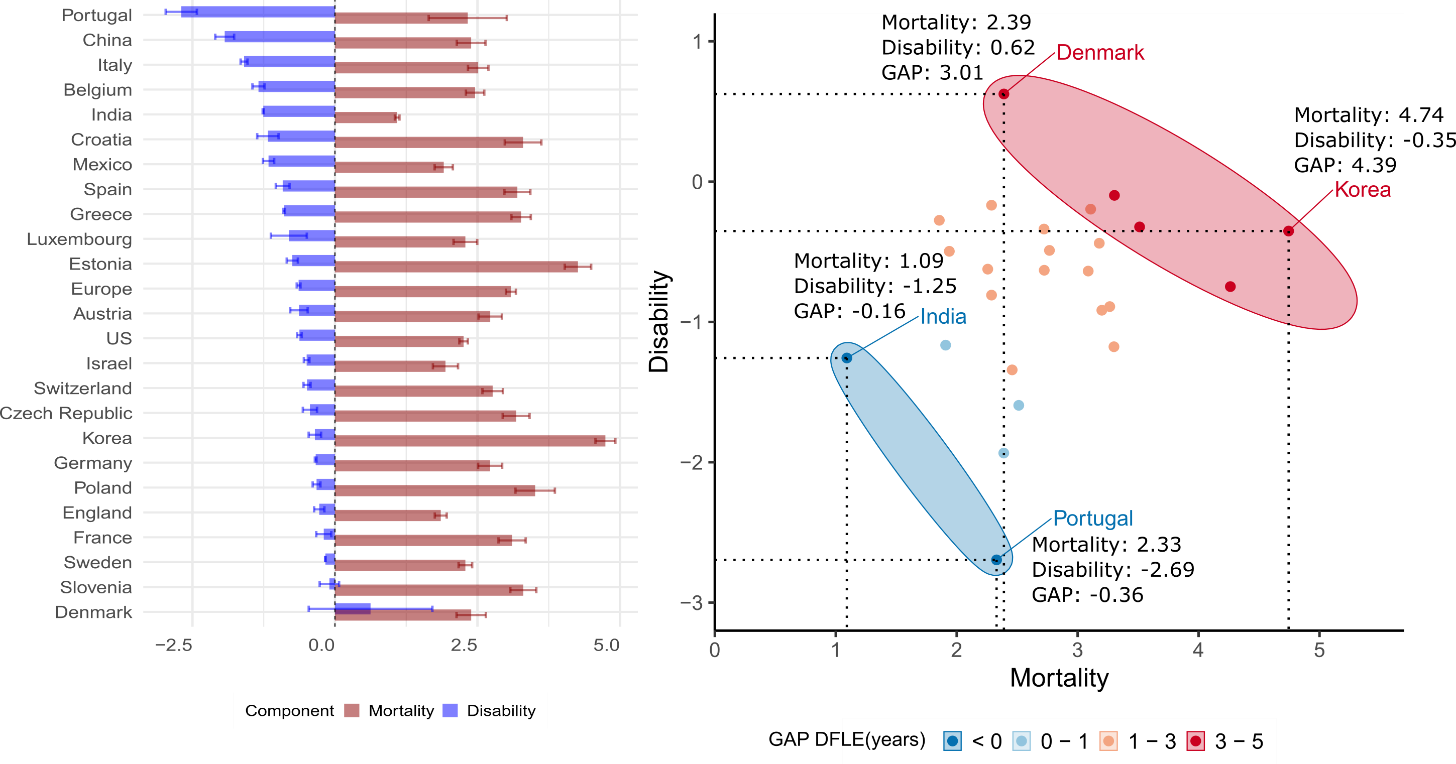 Portugal
China
Italy
Belgium
India
Croatia
Mexico
Spain
Greece
Luxembourg
Estonia
Europe
Austria
US
Israel
Switzerland
Czech Republic
Korea
Germany
Poland
England
France
Sweden
Slovenia
Denmark
−2.5 0.0 2.5 5.0
Component Mortality Disability
Mortality: 2.39
Disability: 0.62
GAP: 3.01
Denmark
Mortality: 4.74
Disability: -0.35
GAP: 4.39
Korea
Mortality: 1.09
Disability: -1.25
GAP: -0.16
India
Portugal
Mortality: 2.33
Disability: -2.69
GAP: -0.36
Disability
1
0
−1
−2
−3
0 1 2 3 4 5
Mortality
GAP DFLE(years) < 0 0 − 1 1 − 3 3 − 5